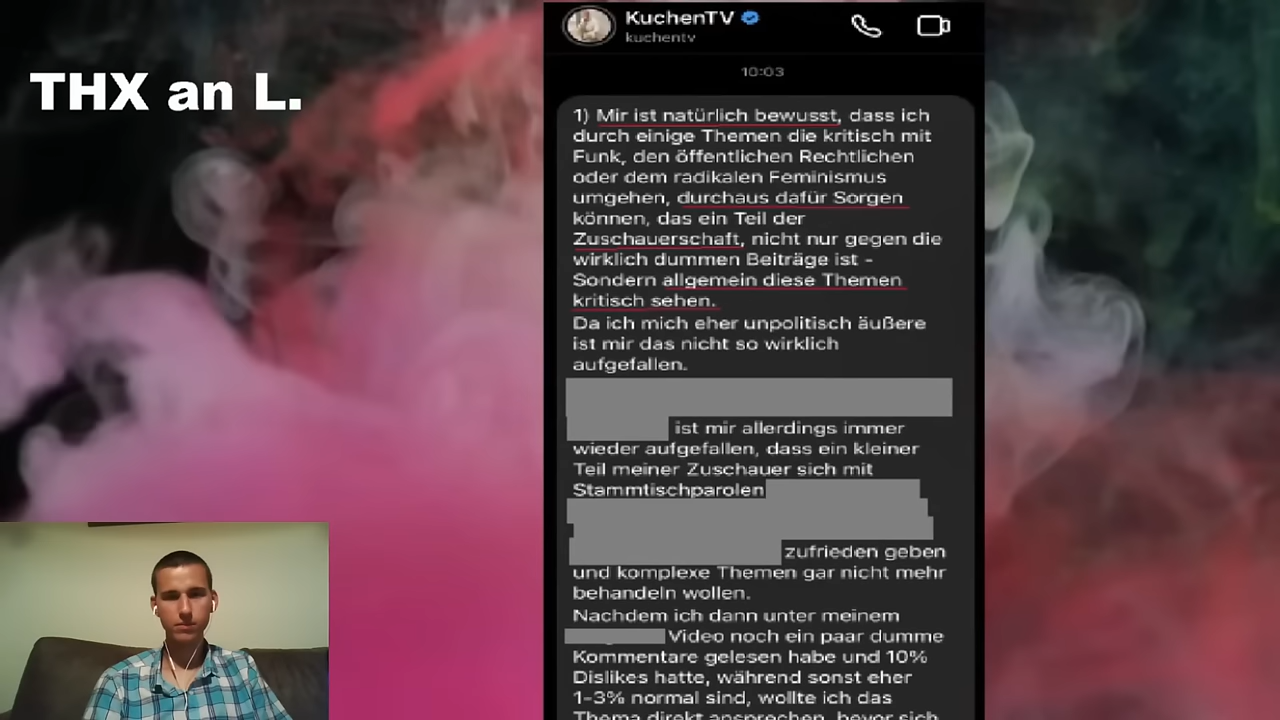 THX an L.
KuchenTV
kuchentv
10:03
1) Mir ist natürlich bewusst, dass ich
durch einige Themen die kritisch mit
Funk, den öffentlichen Rechtlichen
oder dem radikalen Feminismus
umgehen, durchaus dafür Sorgen
können, das ein Teil der
Zuschauerschaft, nicht nur gegen die
wirklich dummen Beiträge ist -
Sondern allgemein diese Themen
kritisch sehen.
Da ich mich eher unpolitisch äußere
ist mir das nicht so wirklich
aufgefallen.
ist mir allerdings immer
wieder aufgefallen, dass ein kleiner
Teil meiner Zuschauer sich mit
Stammtischparolen
zufrieden geben
und komplexe Themen gar nicht mehr
behandeln wollen.
Nachdem ich dann unter meinem
Video noch ein paar dumme
Kommentare gelesen habe und 10%
Dislikes hatte, während sonst eher
1-3% normal sind, wollte ich das
Thema direkt ansprechen, bevor sich